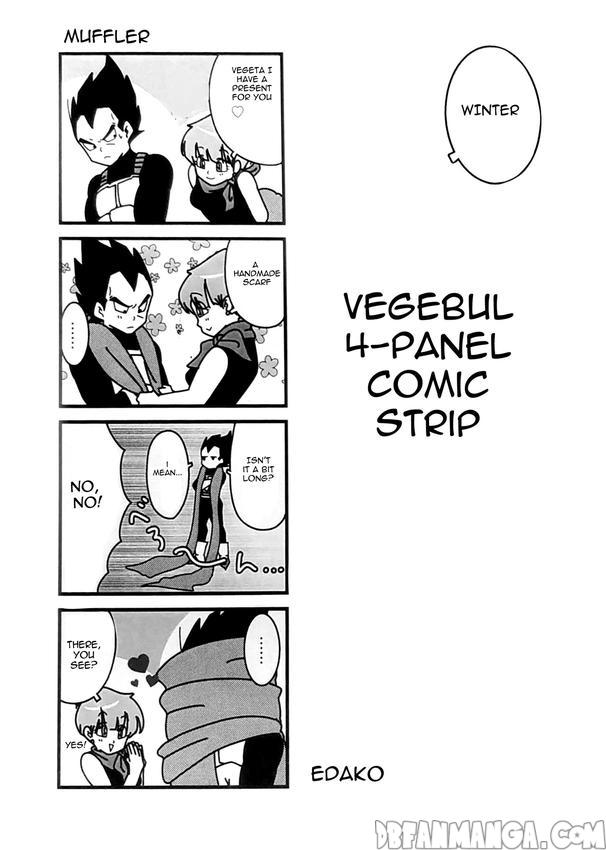 MUFFLER
VEGETA I
HAVE A
PRESENT
FOR YOU
♡
A
HANDMADE
SCARF
......
ISN'T
IT A BIT
LONG?
I
MEAN...
NO,
NO!
......
THERE,
YOU
SEE?
YES!
WINTER
VEGEBUL
4-PANEL
COMIC
STRIP
EDAKO
DBFANMANGA.COM